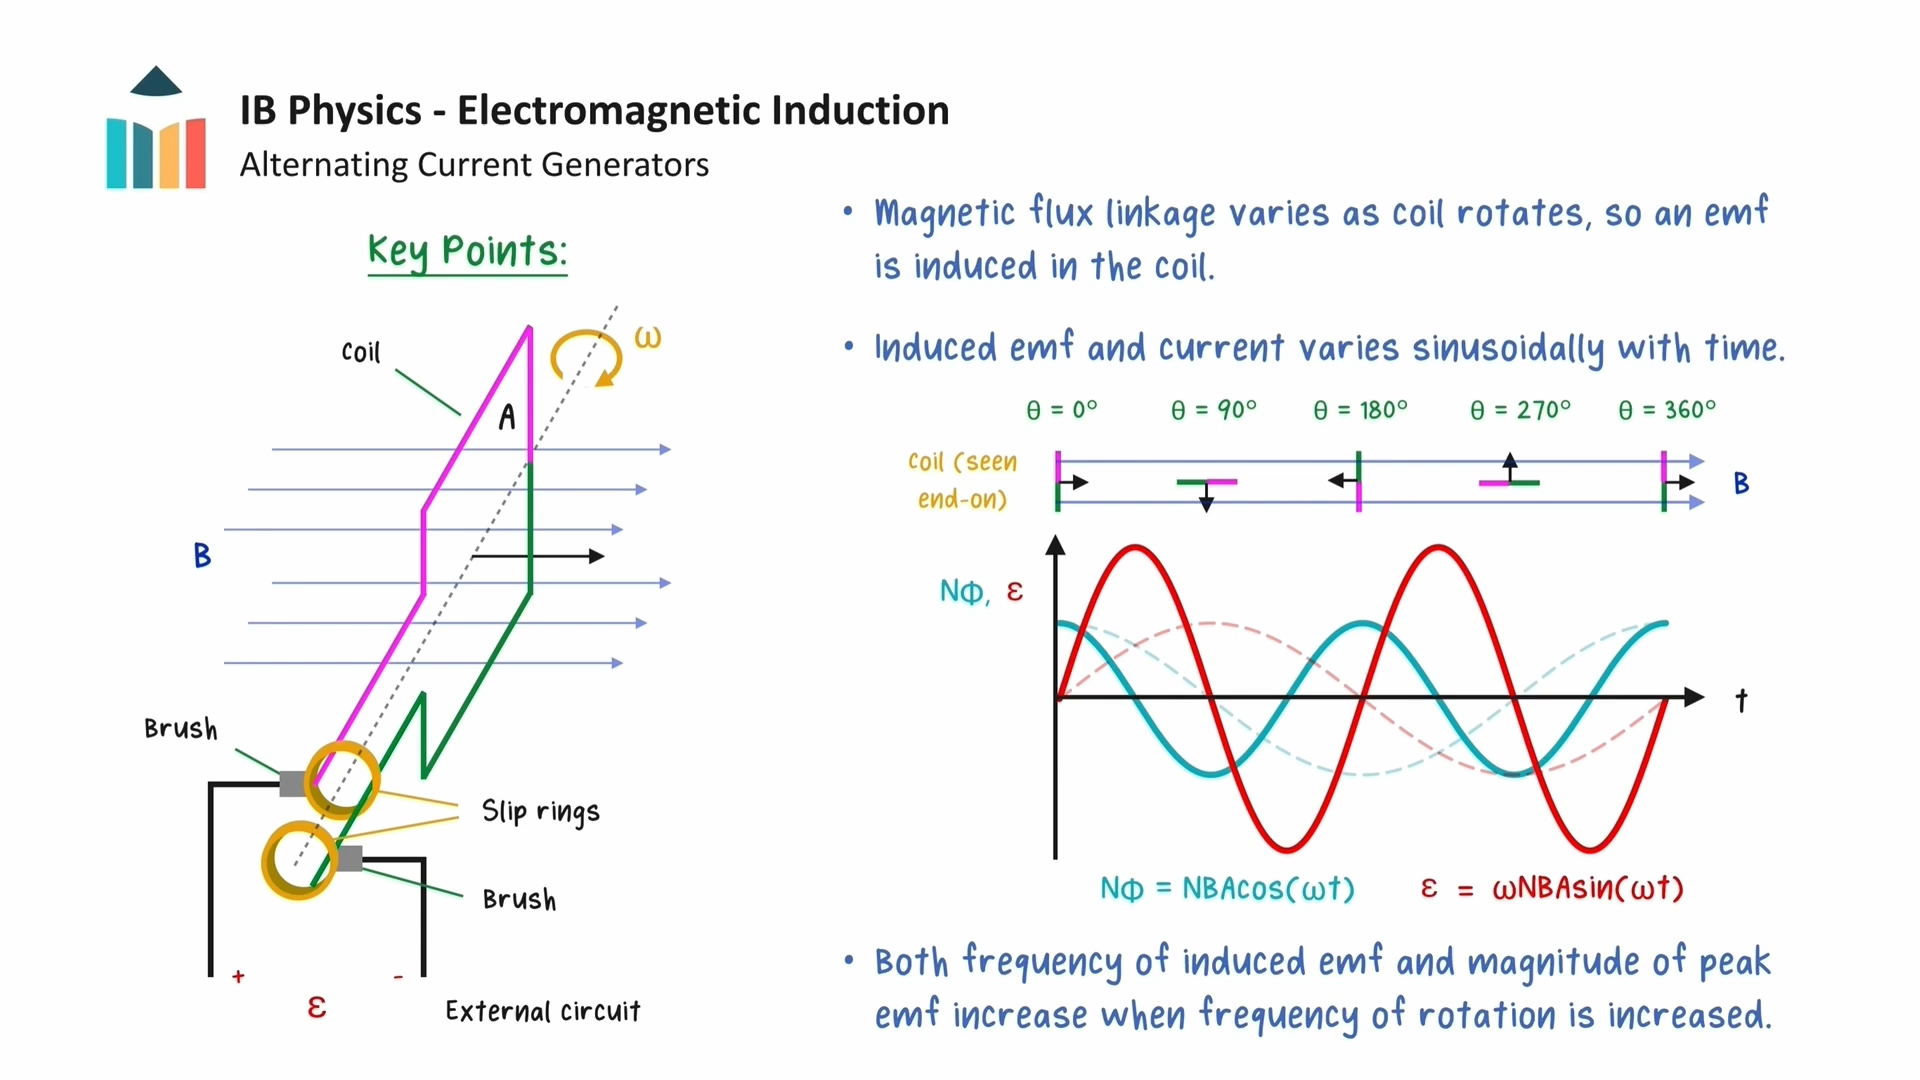 IB Physics - Electromagnetic Induction
Alternating Current Generators
Key Points:
coil
ω
A
B
Brush
Slip rings
Brush
+
-
ε
External circuit
• Magnetic flux linkage varies as coil rotates, so an emf
is induced in the coil.
• Induced emf and current varies sinusoidally with time.
θ = 0° θ = 90° θ = 180° θ = 270° θ = 360°
coil (seen
end-on)
B
NΦ, ε
t
NΦ = NBAcos(ωt) ε = ωNBAsin(ωt)
• Both frequency of induced emf and magnitude of peak
emf increase when frequency of rotation is increased.